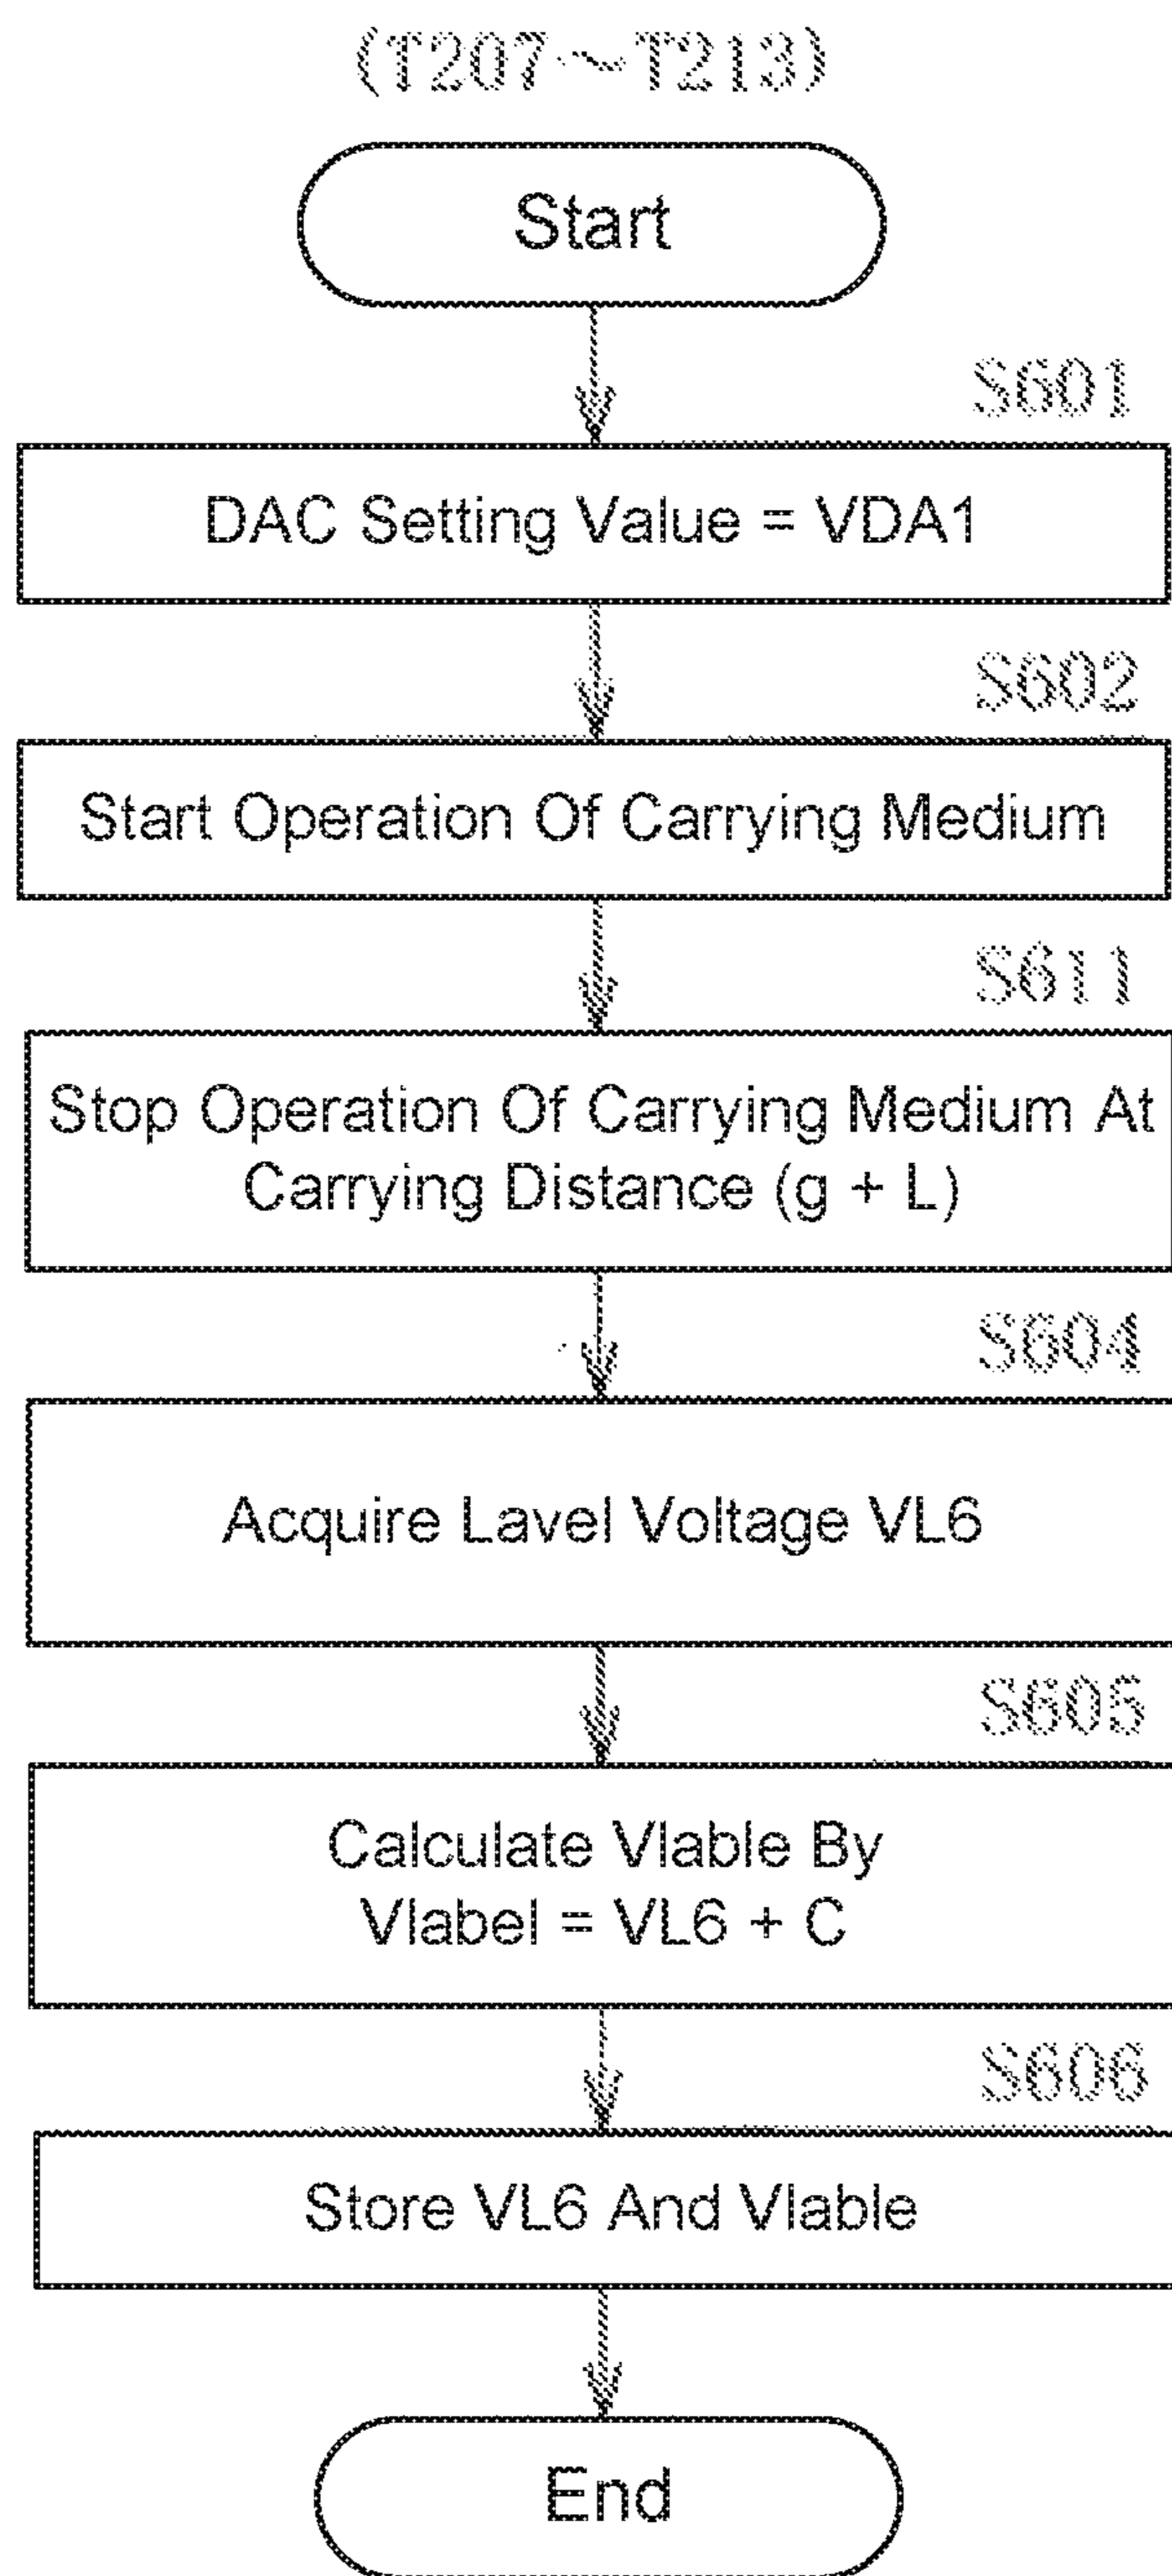 (T207~T213)
Start
S601
DAC Setting Value = VDA1
S602
Start Operation Of Carrying Medium
S611
Stop Operation Of Carrying Medium At
Carrying Distance (g + L)
S604
Acquire Lavel Voltage VL6
S605
Calculate Vlable By
Vlabel = VL6 + C
S606
Store VL6 And Vlable
End